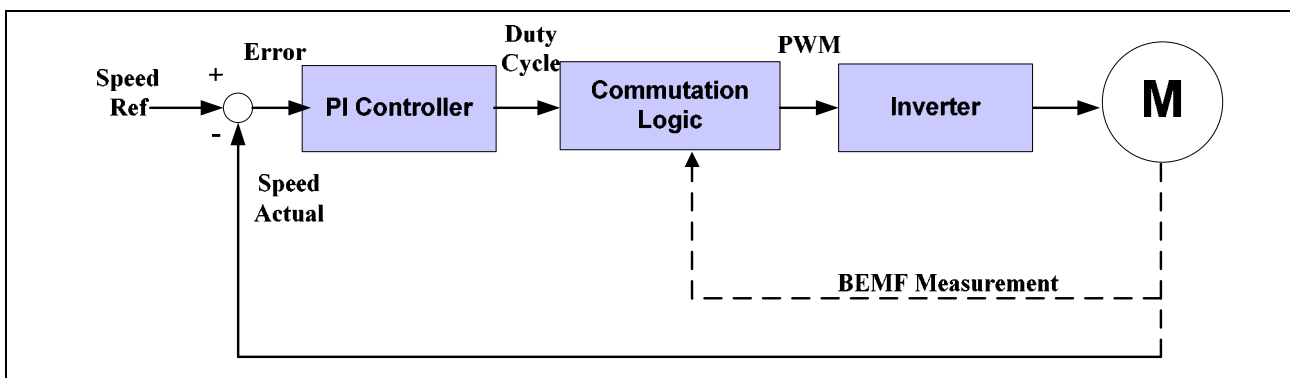 Speed
Ref
+
-
Error
PI Controller
Duty
Cycle
Commutation
Logic
PWM
Inverter
M
Speed
Actual
BEMF Measurement